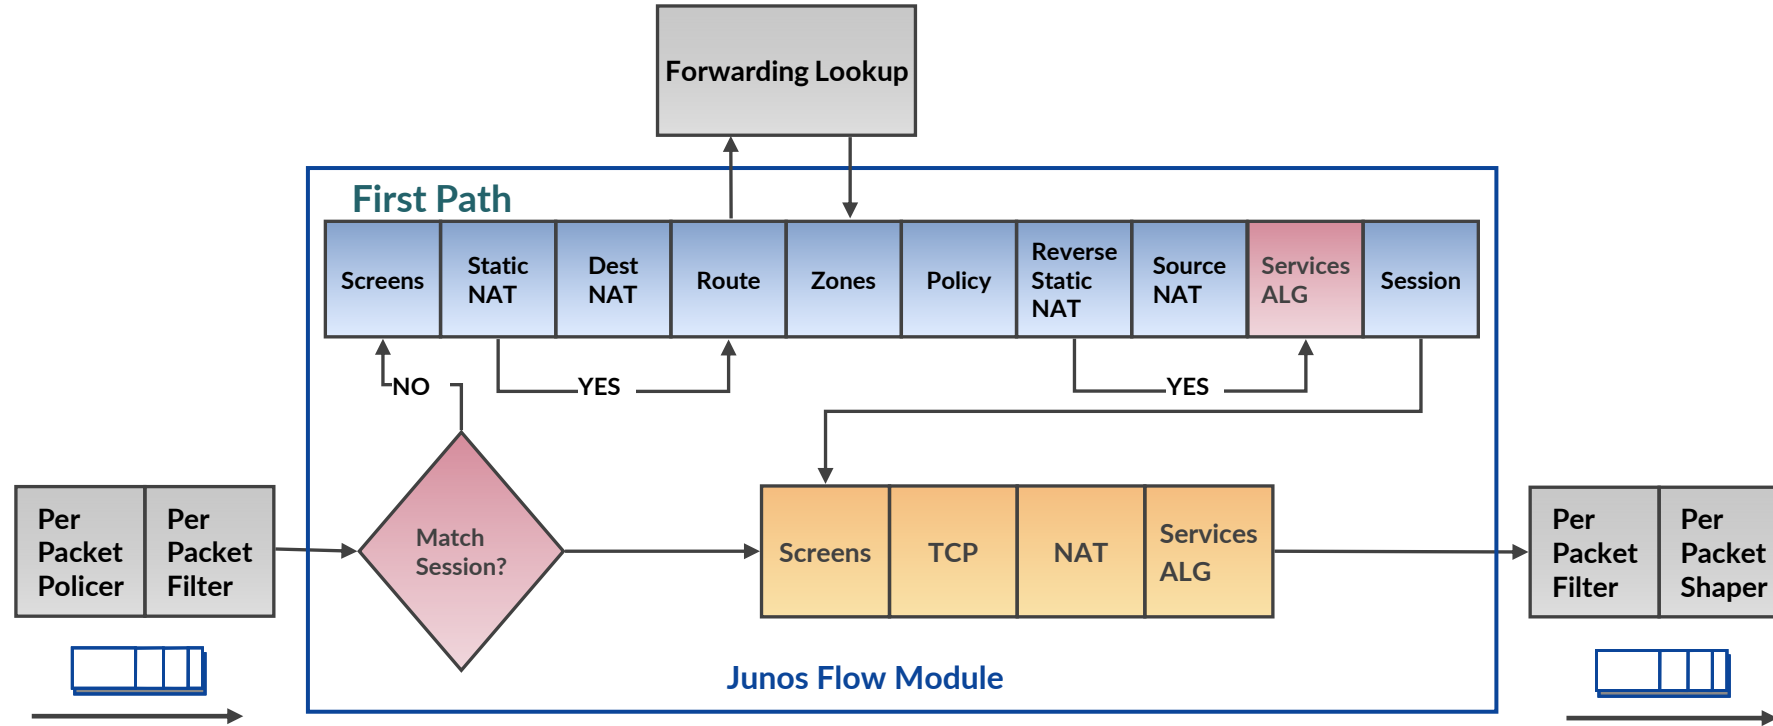 Forwarding Lookup
First Path
Screens
Static
NAT
Dest
NAT
Route
Zones
Policy
Reverse
Static
NAT
Source
NAT
Services
ALG
Session
NO
YES
YES
Per
Packet
Policer
Per
Packet
Filter
Match
Session?
Screens
TCP
NAT
Services
ALG
Per
Packet
Filter
Per
Packet
Shaper
Junos Flow Module